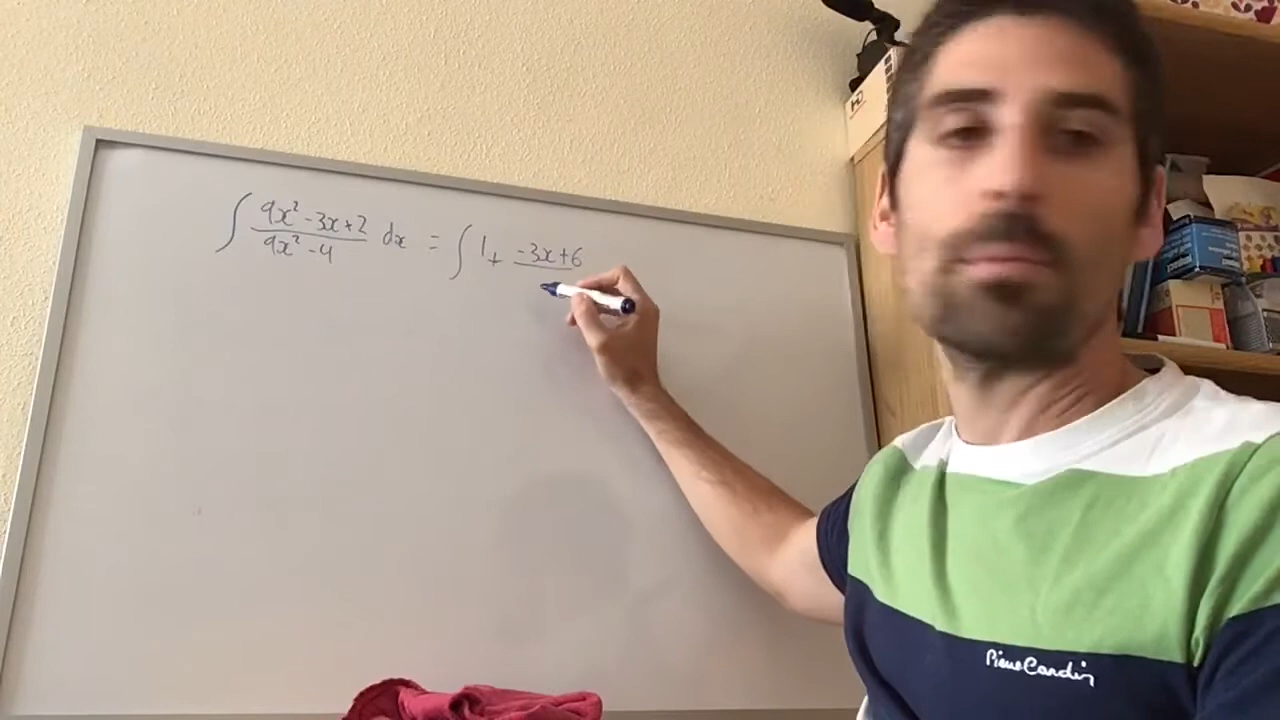 ∫ (9x² - 3x + 2)/(9x² - 4) dx = ∫ 1 + -3x + 6
Pierre Cardin